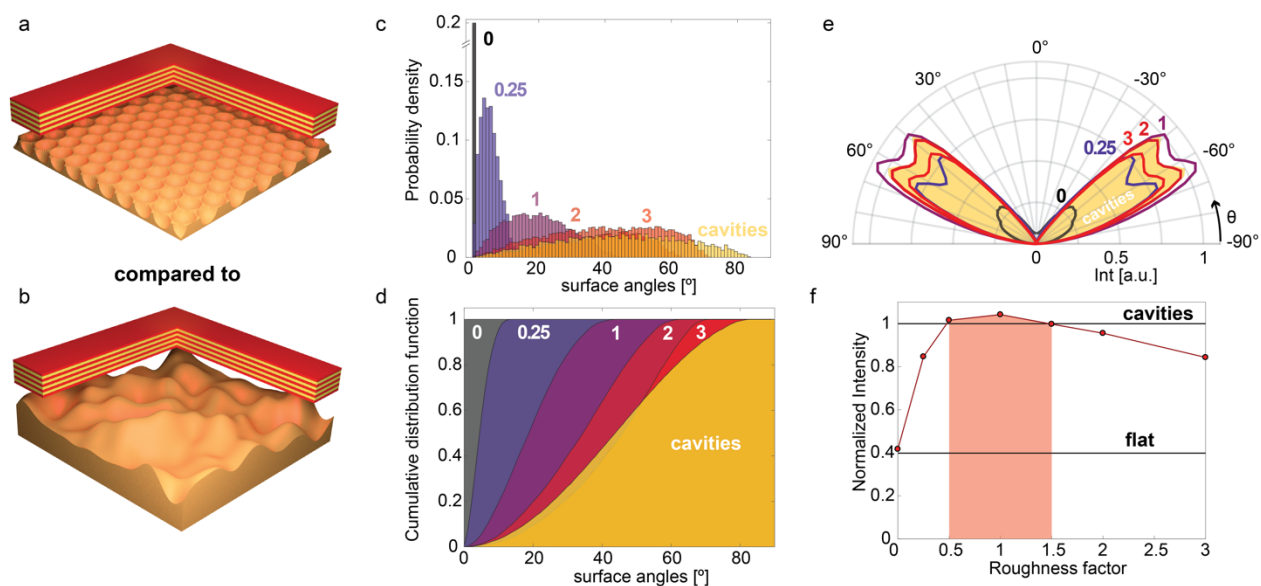 a
compared to
b
c
0.2
0.15
0.1
0.05
0
Probability density
0
0.25
1
2
3
cavities
0
20
40
60
80
surface angles [º]
d
1
0.8
0.6
0.4
0.2
0
Cumulative distribution function
0
0.25
1
2
3
cavities
0
20
40
60
80
surface angles [º]
e
0°
30°
-30°
60°
-60°
90°
-90°
0.25
3
2
1
0
cavities
θ
0
0.5
1
Int [a.u.]
f
1
0.8
0.6
0.4
0.2
0
Normalized Intensity
cavities
flat
0
0.5
1
1.5
2
3
Roughness factor